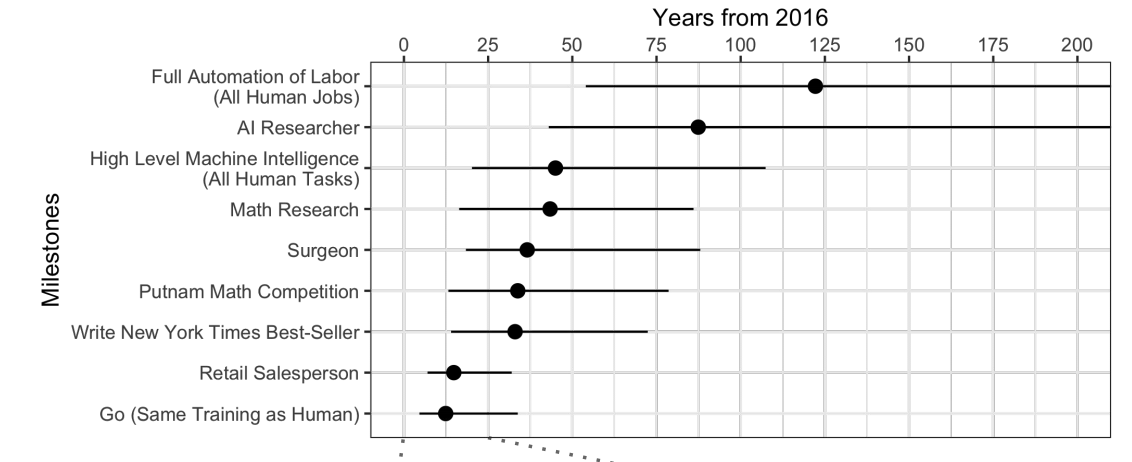 Years from 2016
0 25 50 75 100 125 150 175 200
Milestones
Full Automation of Labor
(All Human Jobs)
AI Researcher
High Level Machine Intelligence
(All Human Tasks)
Math Research
Surgeon
Putnam Math Competition
Write New York Times Best-Seller
Retail Salesperson
Go (Same Training as Human)